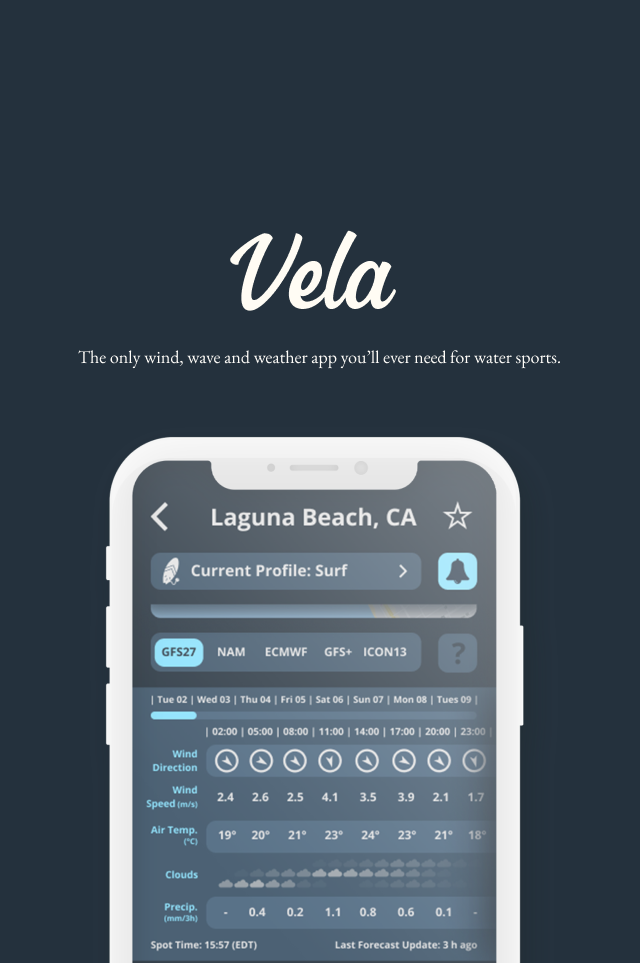 Vela
The only wind, wave and weather app you’ll ever need for water sports.
Laguna Beach, CA
Current Profile: Surf
GFS27 NAM ECMWF GFS+ ICON13 ?
| Tue 02 | Wed 03 | Thu 04 | Fri 05 | Sat 06 | Sun 07 | Mon 08 | Tues 09 |
| 02:00 | 05:00 | 08:00 | 11:00 | 14:00 | 17:00 | 20:00 | 23:00 |
Wind
Direction
Wind
Speed (m/s) 2.4 2.6 2.5 4.1 3.5 3.9 2.1 1.7
Air Temp. 19° 20° 21° 23° 24° 23° 21° 18°
(°C)
Clouds
Precip. - 0.4 0.2 1.1 0.8 0.6 0.1 -
(mm/3h)
Spot Time: 15:57 (EDT) Last Forecast Update: 3 h ago